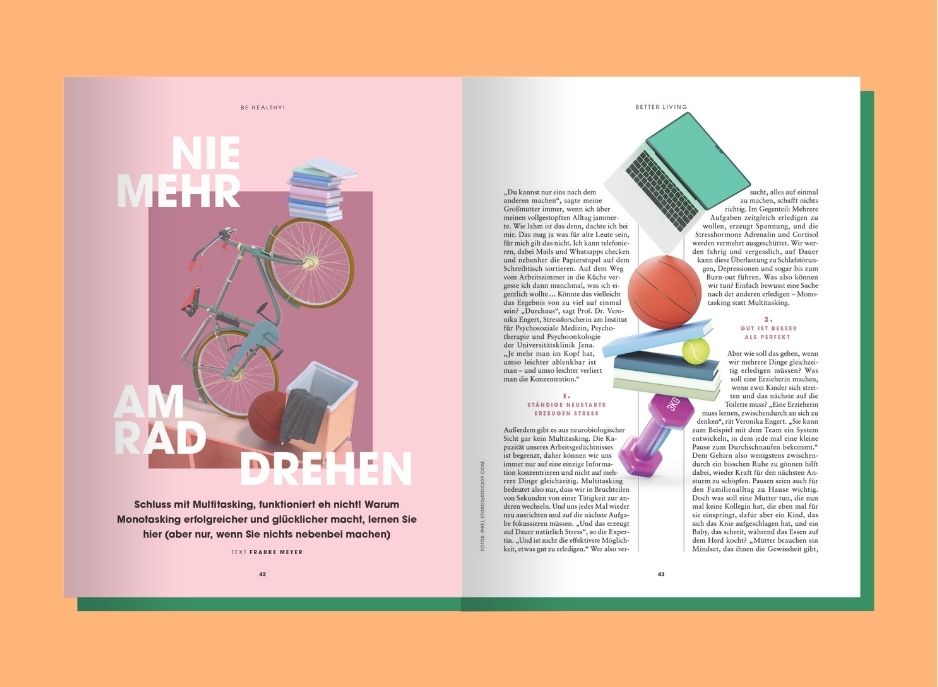 BE HEALTHY!
NIE
MEHR
AM
RAD
DREHEN
Schluss mit Multitasking, funktioniert eh nicht! Warum
Monotasking erfolgreicher und glücklicher macht, lernen Sie
hier (aber nur, wenn Sie nichts nebenbei machen)
TEXT FRAUKE MEYER
42
BETTER LIVING
„Du kannst nur eins nach dem
anderen machen“, sagte meine
Großmutter immer, wenn ich über
meinen vollgestopften Alltag jammer-
te. Wie lahm ist das denn, dachte ich bei
mir. Das mag ja was für alte Leute sein,
für mich gilt das nicht. Ich kann telefonie-
ren, dabei Mails und Whatsapps checken
und nebenher die Papierstapel auf dem
Schreibtisch sortieren. Auf dem Weg
vom Arbeitszimmer in die Küche ver-
gesse ich dann manchmal, was ich ei-
gentlich wollte… Könnte das vielleicht
das Ergebnis von zu viel auf einmal
sein? „Durchaus“, sagt Prof. Dr. Vero-
nika Engert, Stressforscherin am Institut
für Psychosoziale Medizin, Psycho-
therapie und Psychoonkologie
der Universitätsklinik Jena.
„Je mehr man im Kopf hat,
umso leichter ablenkbar ist
man – und umso leichter verliert
man die Konzentration.“
1.
STÄNDIGE NEUSTARTS
ERZEUGEN STRESS
Außerdem gibt es aus neurobiologischer
Sicht gar kein Multitasking. Die Ka-
pazität unseres Arbeitsgedächtnisses
ist begrenzt, daher können wir uns
immer nur auf eine einzige Informa-
tion konzentrieren und nicht auf meh-
rere Dinge gleichzeitig. Multitasking
bedeutet also nur, dass wir in Bruchteilen
von Sekunden von einer Tätigkeit zur an-
deren wechseln. Und uns jedes Mal wieder
neu ausrichten und auf die nächste Aufga-
be fokussieren müssen. „Und das erzeugt
auf Dauer natürlich Stress“, so die Exper-
tin. „Und ist nicht die effektivste Möglich-
keit, etwas gut zu erledigen.“ Wer also ver-
sucht, alles auf einmal
zu machen, schafft nichts
richtig. Im Gegenteil: Mehrere
Aufgaben zeitgleich erledigen zu
wollen, erzeugt Spannung, und die
Stresshormone Adrenalin und Cortisol
werden vermehrt ausgeschüttet. Wir wer-
den fahrig und vergesslich, auf Dauer
kann diese Überlastung zu Schlafstörun-
gen, Depressionen und sogar bis zum
Burn-out führen. Was also können
wir tun? Einfach bewusst eine Sache
nach der anderen erledigen – Mono-
tasking statt Multitasking.
2.
GUT IST BESSER
ALS PERFEKT
Aber wie soll das gehen, wenn
wir mehrere Dinge gleichzei-
tig erledigen müssen? Was
soll eine Erzieherin machen,
wenn zwei Kinder sich strei-
ten und das nächste auf die
Toilette muss? „Eine Erzieherin
muss lernen, zwischendurch an sich zu
denken“, rät Veronika Engert. „Sie kann
zum Beispiel mit dem Team ein System
entwickeln, in dem jede mal eine kleine
Pause zum Durchschnaufen bekommt.“
Dem Gehirn also wenigstens zwischen-
durch ein bisschen Ruhe zu gönnen hilft
dabei, wieder Kraft für den nächsten An-
sturm zu schöpfen. Pausen seien auch für
den Familienalltag zu Hause wichtig.
Doch was soll eine Mutter tun, die nun
mal keine Kollegin hat, die eben mal für
sie einspringt, dafür aber ein Kind, das
sich das Knie aufgeschlagen hat, und ein
Baby, das schreit, während das Essen auf
dem Herd kocht? „Mütter brauchen ein
Mindset, das ihnen die Gewissheit gibt,
3KG
43